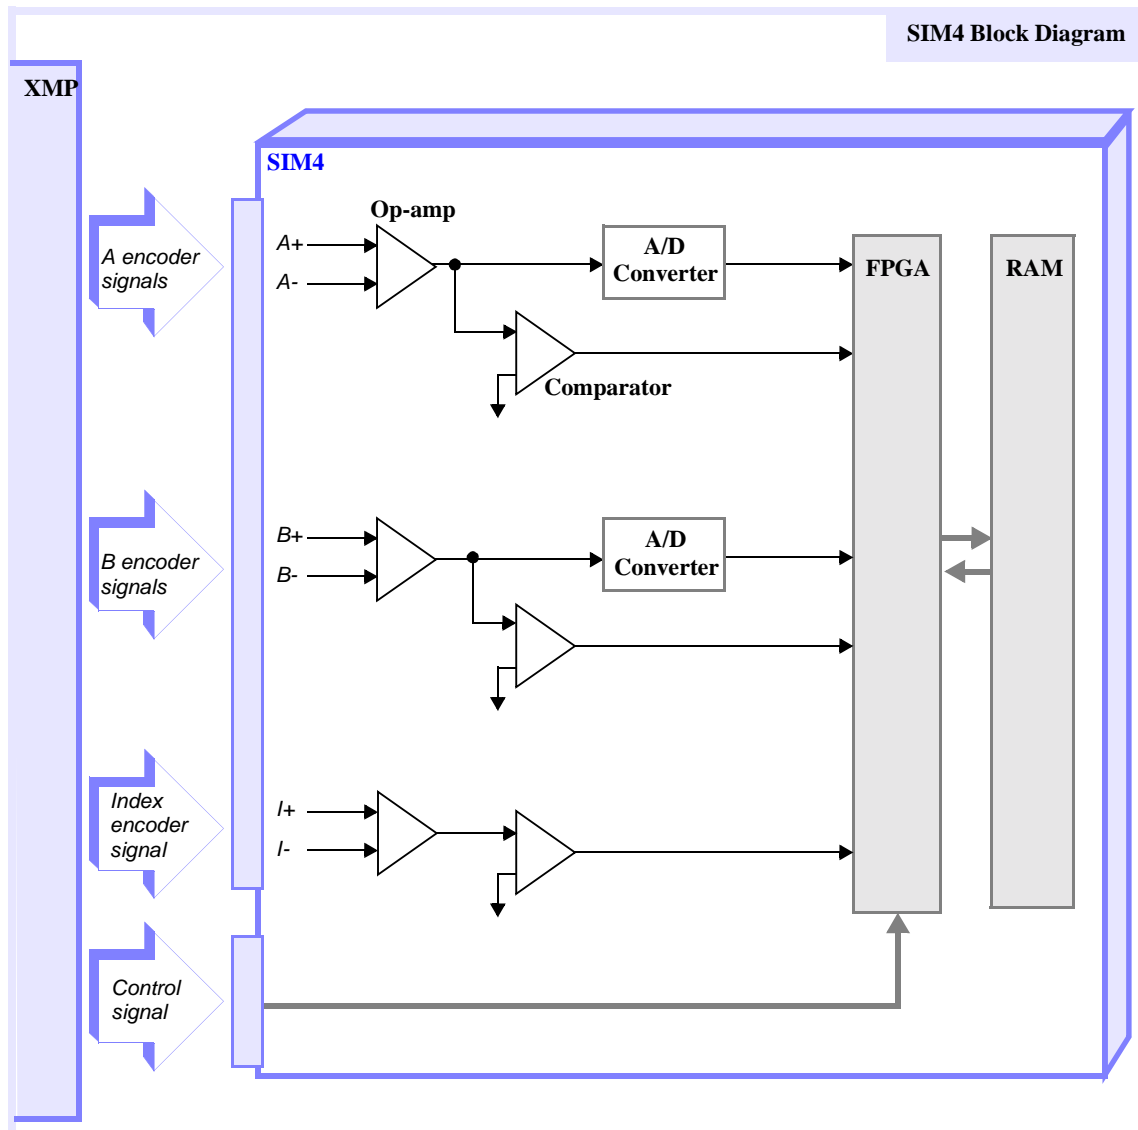 SIM4 Block Diagram
XMP
SIM4
Op-amp
A+
A-
A encoder
signals
A/D
Converter
FPGA
RAM
Comparator
B+
B-
B encoder
signals
A/D
Converter
Index
encoder
signal
I+
I-
Control
signal